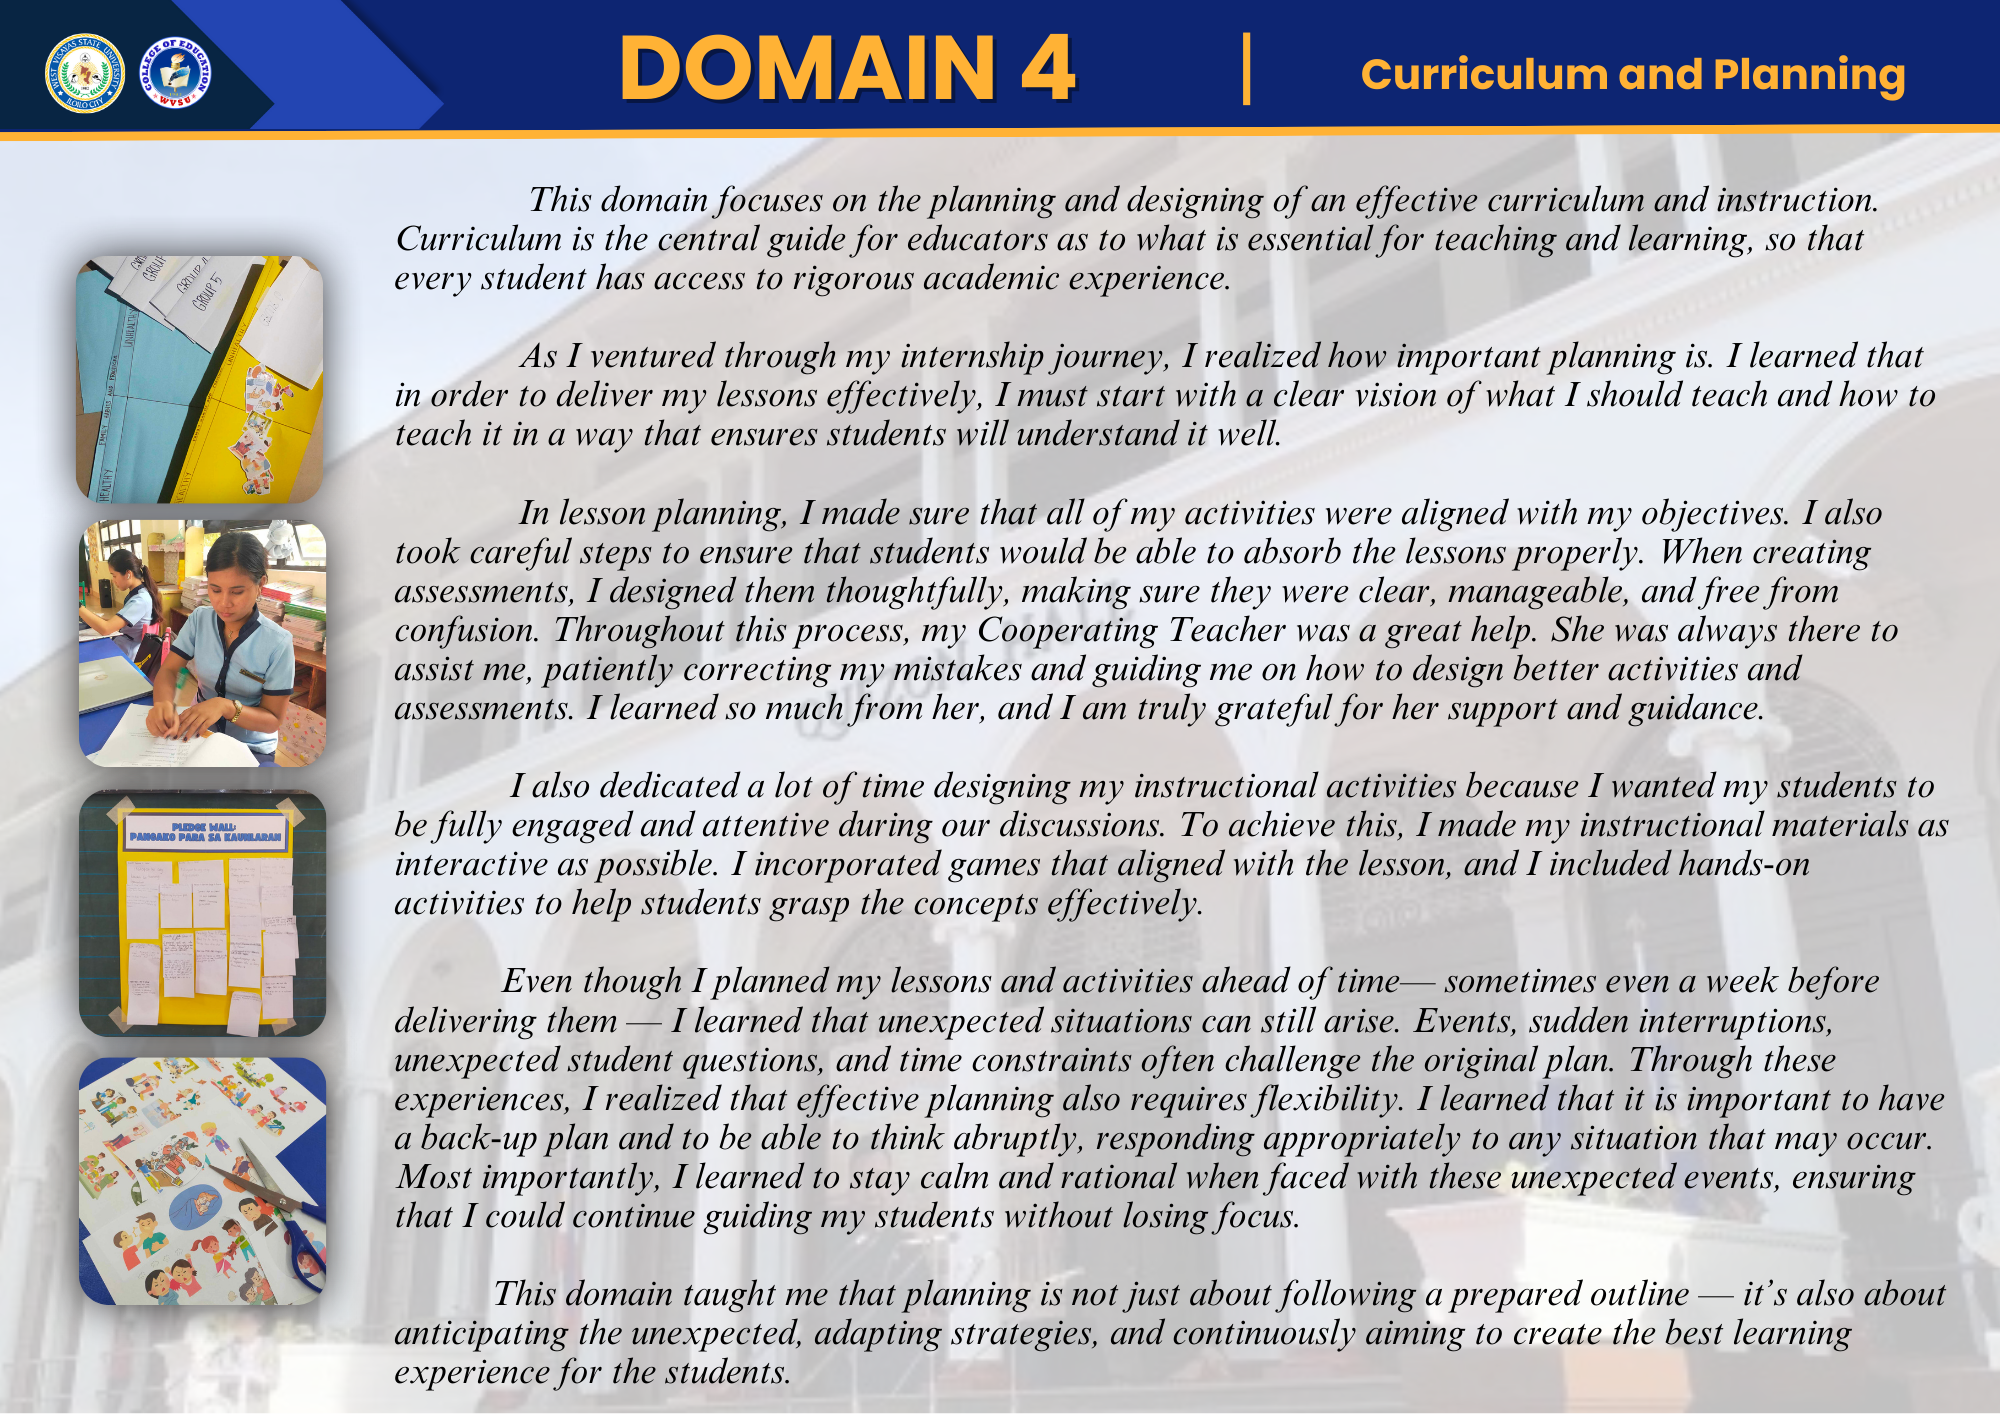 WEST VISAYAS STATE UNIVERSITY
ILOILO CITY
COLLEGE OF EDUCATION
WVSU
DOMAIN 4
Curriculum and Planning
This domain focuses on the planning and designing of an effective curriculum and instruction.
Curriculum is the central guide for educators as to what is essential for teaching and learning, so that
every student has access to rigorous academic experience.
As I ventured through my internship journey, I realized how important planning is. I learned that
in order to deliver my lessons effectively, I must start with a clear vision of what I should teach and how to
teach it in a way that ensures students will understand it well.
In lesson planning, I made sure that all of my activities were aligned with my objectives. I also
took careful steps to ensure that students would be able to absorb the lessons properly. When creating
assessments, I designed them thoughtfully, making sure they were clear, manageable, and free from
confusion. Throughout this process, my Cooperating Teacher was a great help. She was always there to
assist me, patiently correcting my mistakes and guiding me on how to design better activities and
assessments. I learned so much from her, and I am truly grateful for her support and guidance.
I also dedicated a lot of time designing my instructional activities because I wanted my students to
be fully engaged and attentive during our discussions. To achieve this, I made my instructional materials as
interactive as possible. I incorporated games that aligned with the lesson, and I included hands-on
activities to help students grasp the concepts effectively.
Even though I planned my lessons and activities ahead of time— sometimes even a week before
delivering them — I learned that unexpected situations can still arise. Events, sudden interruptions,
unexpected student questions, and time constraints often challenge the original plan. Through these
experiences, I realized that effective planning also requires flexibility. I learned that it is important to have
a back-up plan and to be able to think abruptly, responding appropriately to any situation that may occur.
Most importantly, I learned to stay calm and rational when faced with these unexpected events, ensuring
that I could continue guiding my students without losing focus.
This domain taught me that planning is not just about following a prepared outline — it’s also about
anticipating the unexpected, adapting strategies, and continuously aiming to create the best learning
experience for the students.
GROUP 5
HEALTHY
UNHEALTHY
PLEDGE WALL:
PANGAKO PARA SA KAUNLARAN